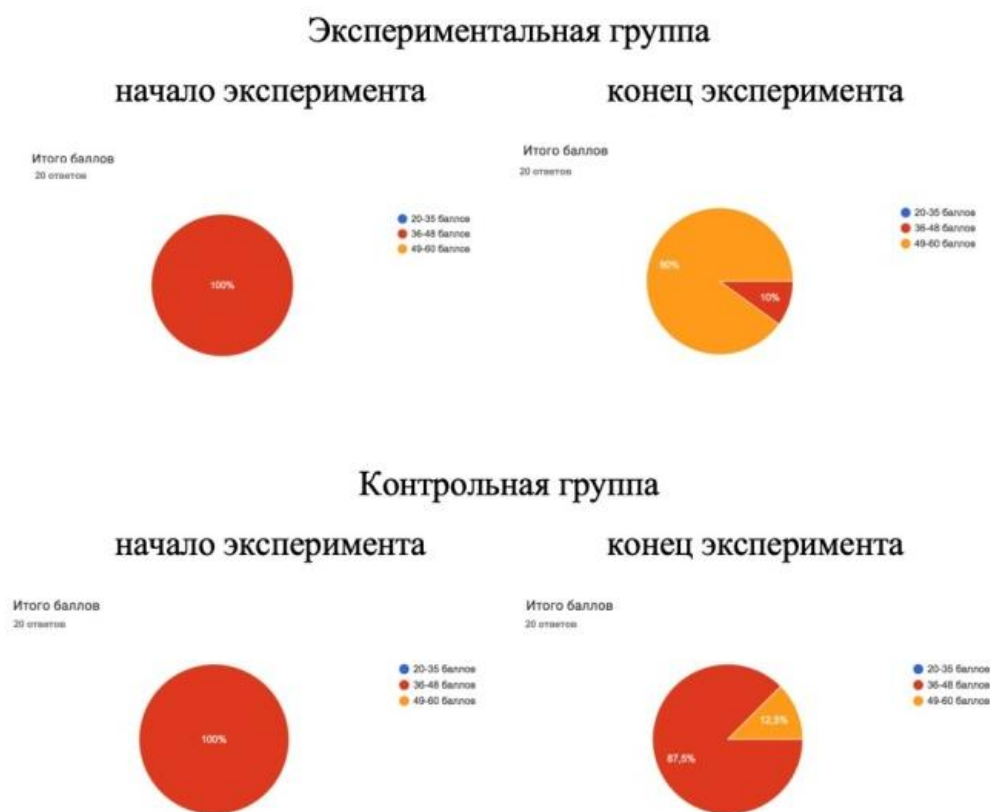 Экспериментальная группа
начало эксперимента
конец эксперимента
Итого баллов
20 ответов
100%
20-35 баллов
36-48 баллов
49-60 баллов
Итого баллов
20 ответов
90%
10%
20-35 баллов
36-48 баллов
49-60 баллов
Контрольная группа
начало эксперимента
конец эксперимента
Итого баллов
20 ответов
100%
20-35 баллов
36-48 баллов
49-60 баллов
Итого баллов
20 ответов
12,5%
87,5%
20-35 баллов
36-48 баллов
49-60 баллов